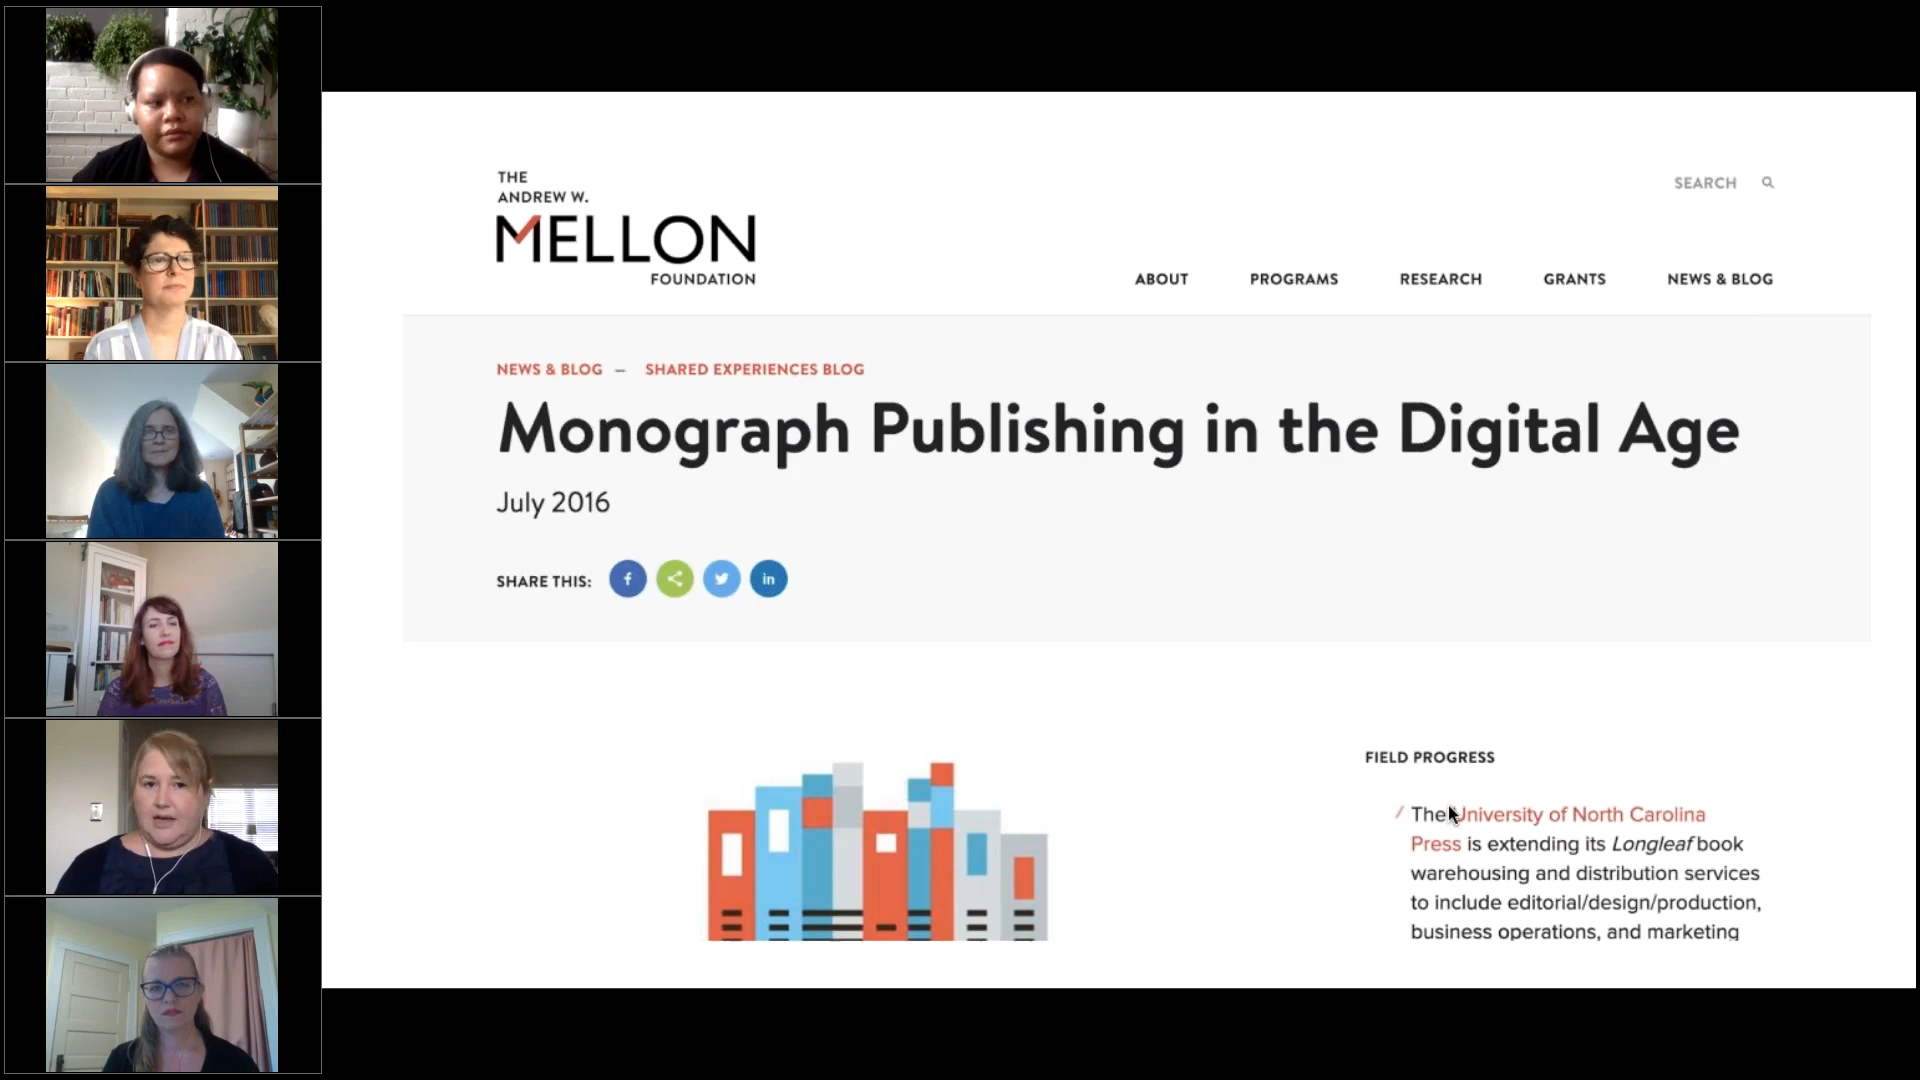 THE
ANDREW W.
MELLON
FOUNDATION
SEARCH
ABOUT PROGRAMS RESEARCH GRANTS NEWS & BLOG
NEWS & BLOG — SHARED EXPERIENCES BLOG
Monograph Publishing in the Digital Age
July 2016
SHARE THIS:
f
in
FIELD PROGRESS
/ The University of North Carolina
Press is extending its Longleaf book
warehousing and distribution services
to include editorial/design/production,
business operations, and marketing